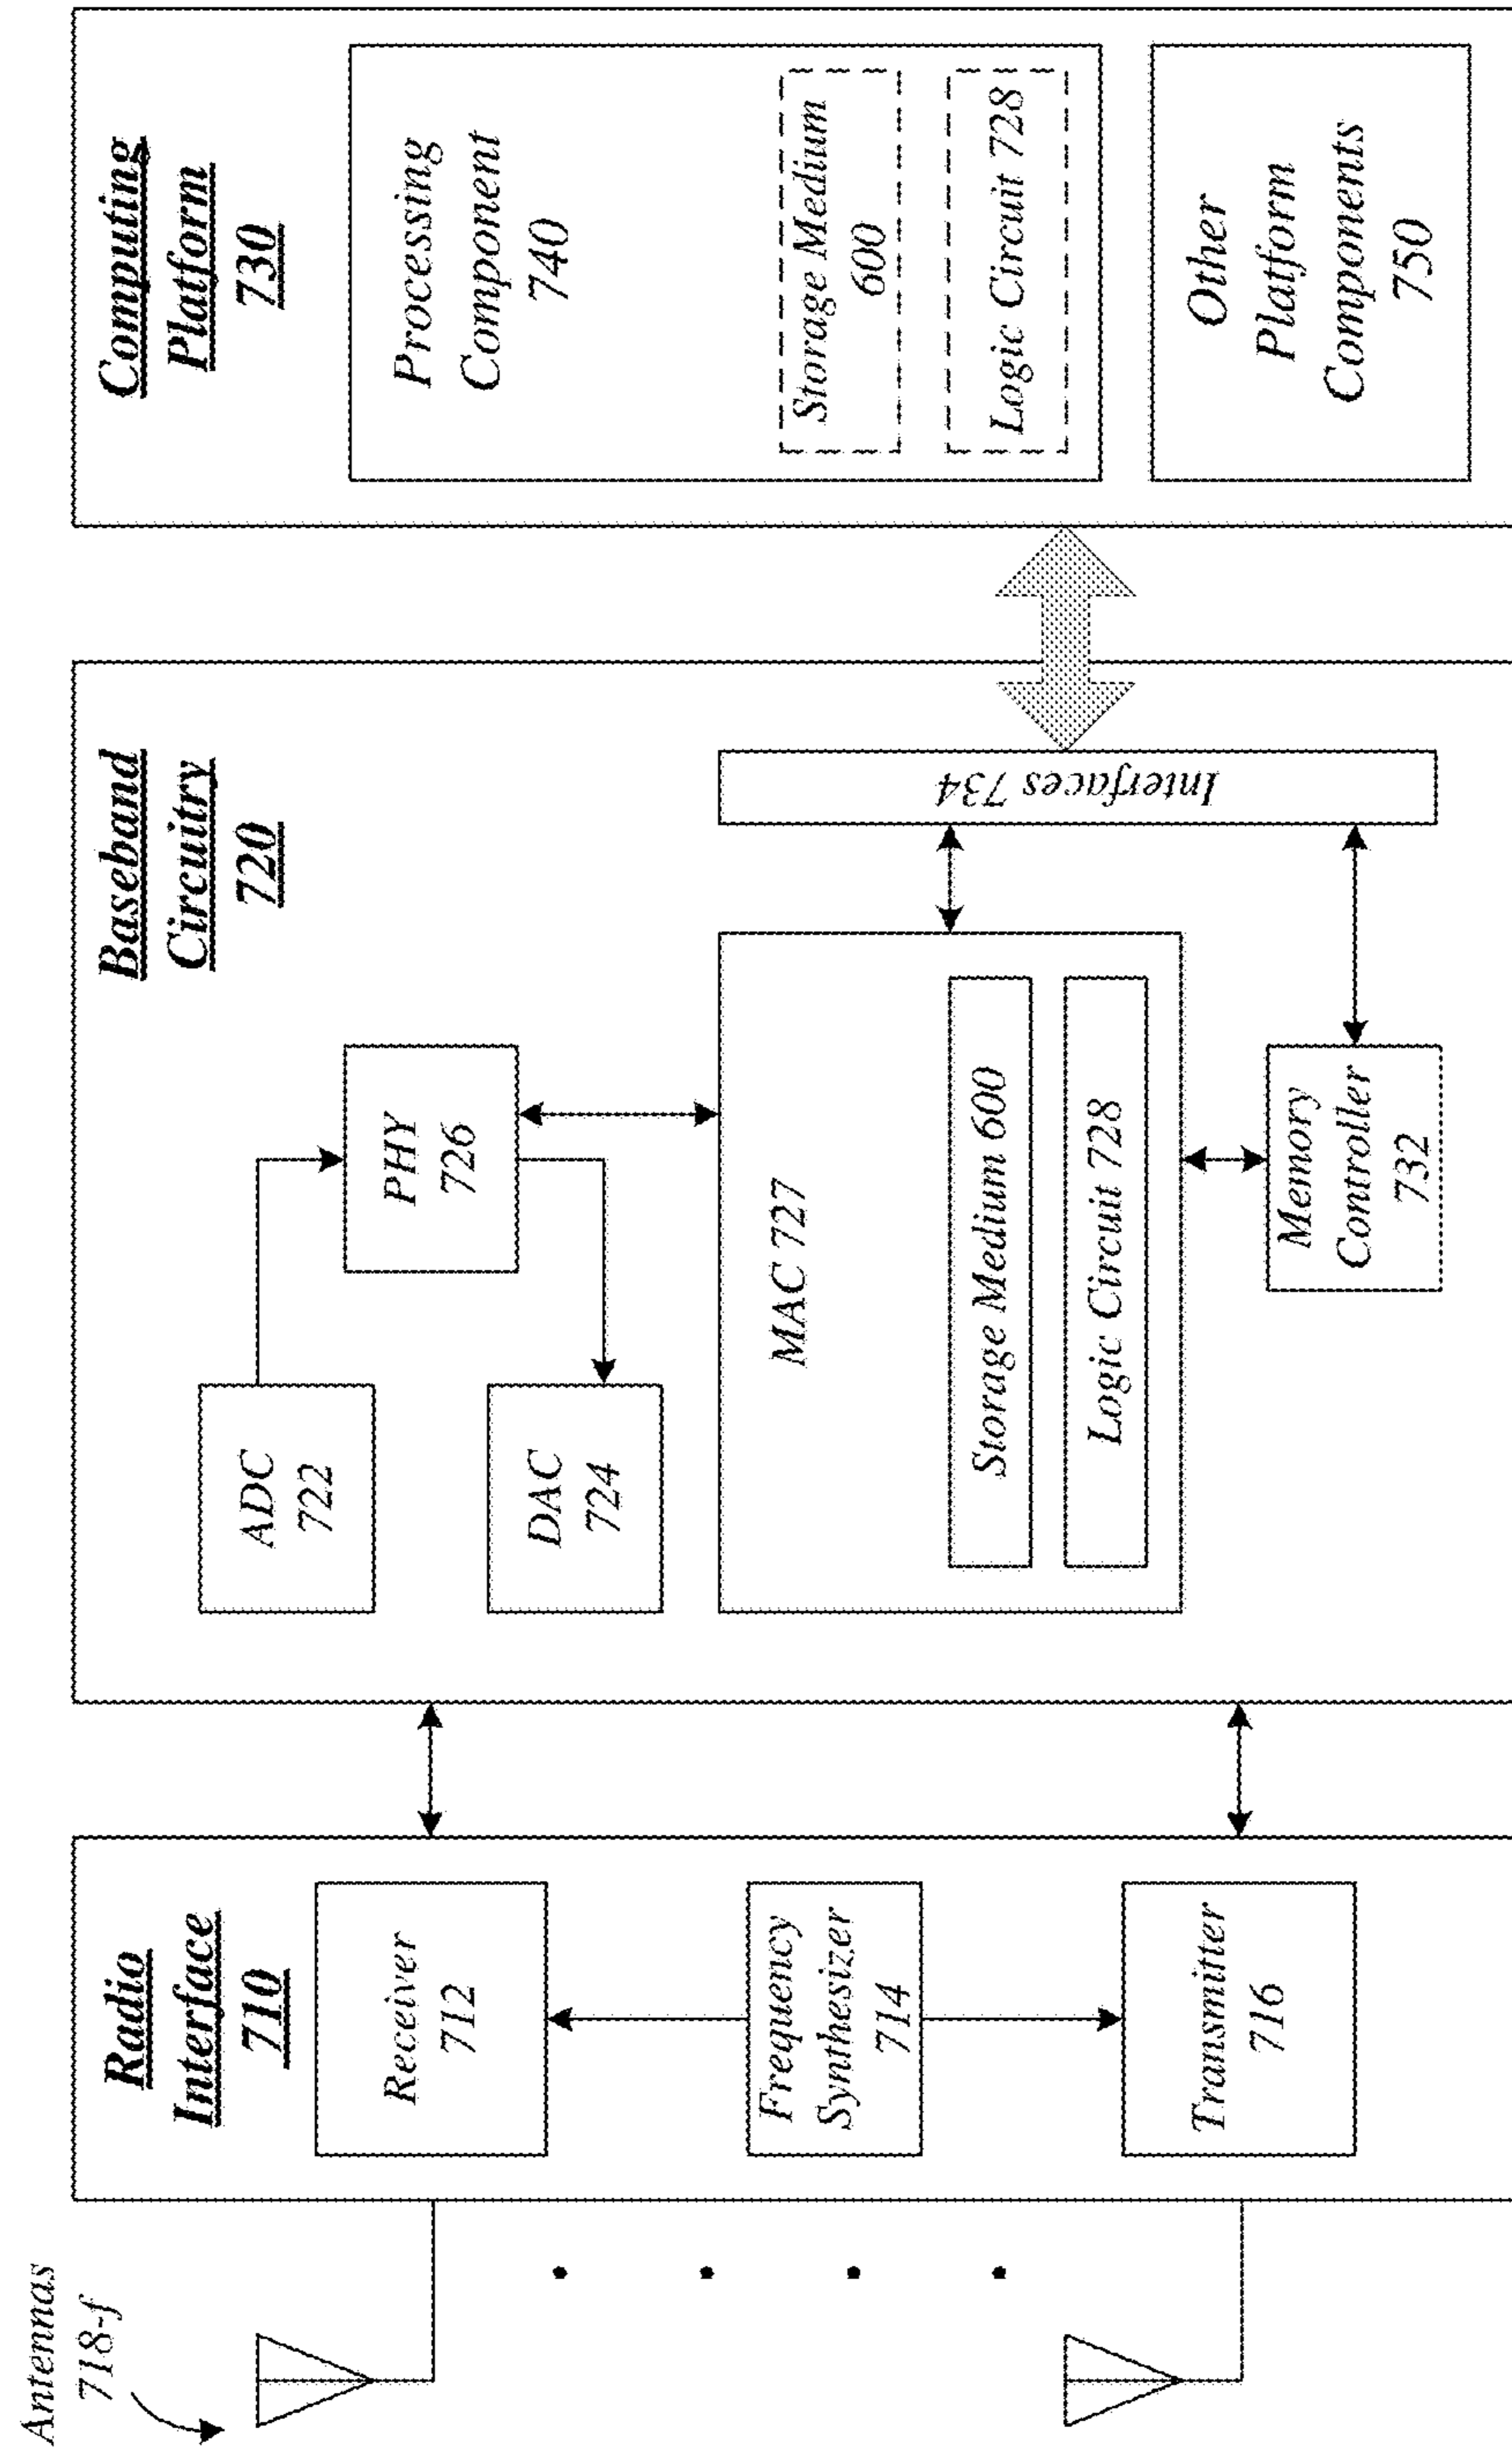 Antennas
718-f
Radio
Interface
710
Receiver
712
Frequency
Synthesizer
714
Transmitter
716
Baseband
Circuitry
720
ADC
722
DAC
724
PHY
726
MAC 727
Storage Medium 600
Logic Circuit 728
Memory
Controller
732
Interfaces 734
Computing
Platform
730
Processing
Component
740
Storage Medium
600
Logic Circuit 728
Other
Platform
Components
750